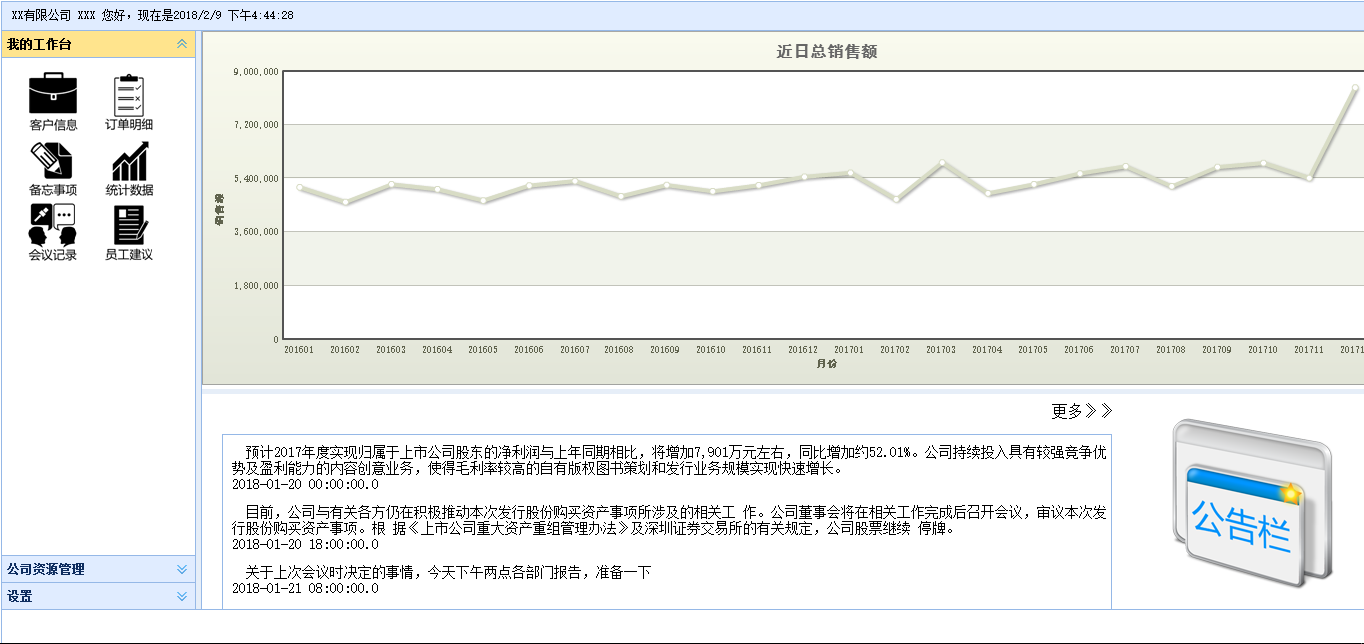 XX有限公司 XXX 您好，现在是2018/2/9 下午4:44:28
我的工作台
客户信息 订单明细
备忘事项 统计数据
会议记录 员工建议
公司资源管理
设置
近日总销售额
9,000,000
7,200,000
5,400,000
3,600,000
1,800,000
0
销售额
201601 201602 201603 201604 201605 201606 201607 201608 201609 201610 201611 201612 201701 201702 201703 201704 201705 201706 201707 201708 201709 201710 201711 20171
月份
更多》》
预计2017年度实现归属于上市公司股东的净利润与上年同期相比，将增加7,901万元左右，同比增加约52.01%。公司持续投入具有较强竞争优
势及盈利能力的内容创意业务，使得毛利率较高的自有版权图书策划和发行业务规模实现快速增长。
2018-01-20 00:00:00.0
目前，公司与有关各方仍在积极推动本次发行股份购买资产事项所涉及的相关工 作。公司董事会将在相关工作完成后召开会议，审议本次发
行股份购买资产事项。根 据《上市公司重大资产重组管理办法》及深圳证券交易所的有关规定，公司股票继续 停牌。
2018-01-20 18:00:00.0
关于上次会议时决定的事情，今天下午两点各部门报告，准备一下
2018-01-21 08:00:00.0
公告栏